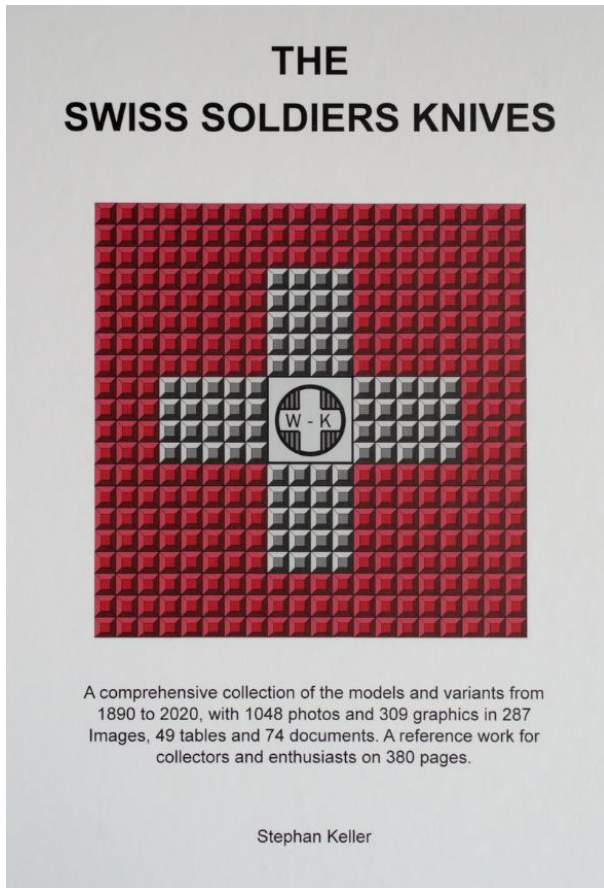 THE
SWISS SOLDIERS KNIVES
W - K
A comprehensive collection of the models and variants from
1890 to 2020, with 1048 photos and 309 graphics in 287
Images, 49 tables and 74 documents. A reference work for
collectors and enthusiasts on 380 pages.
Stephan Keller